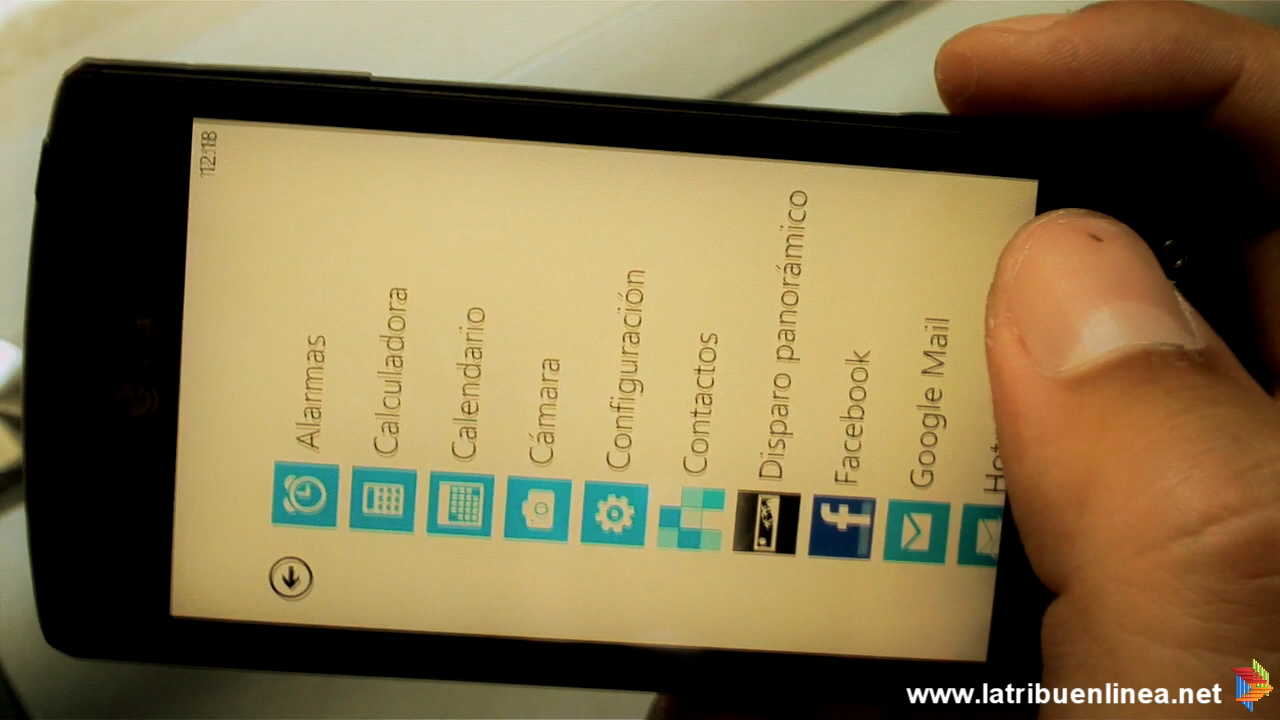 12:18
Alarmas
Calculadora
Calendario
Cámara
Configuración
Contactos
Disparo panorámico
Facebook
Google Mail
www.latribuenlinea.net